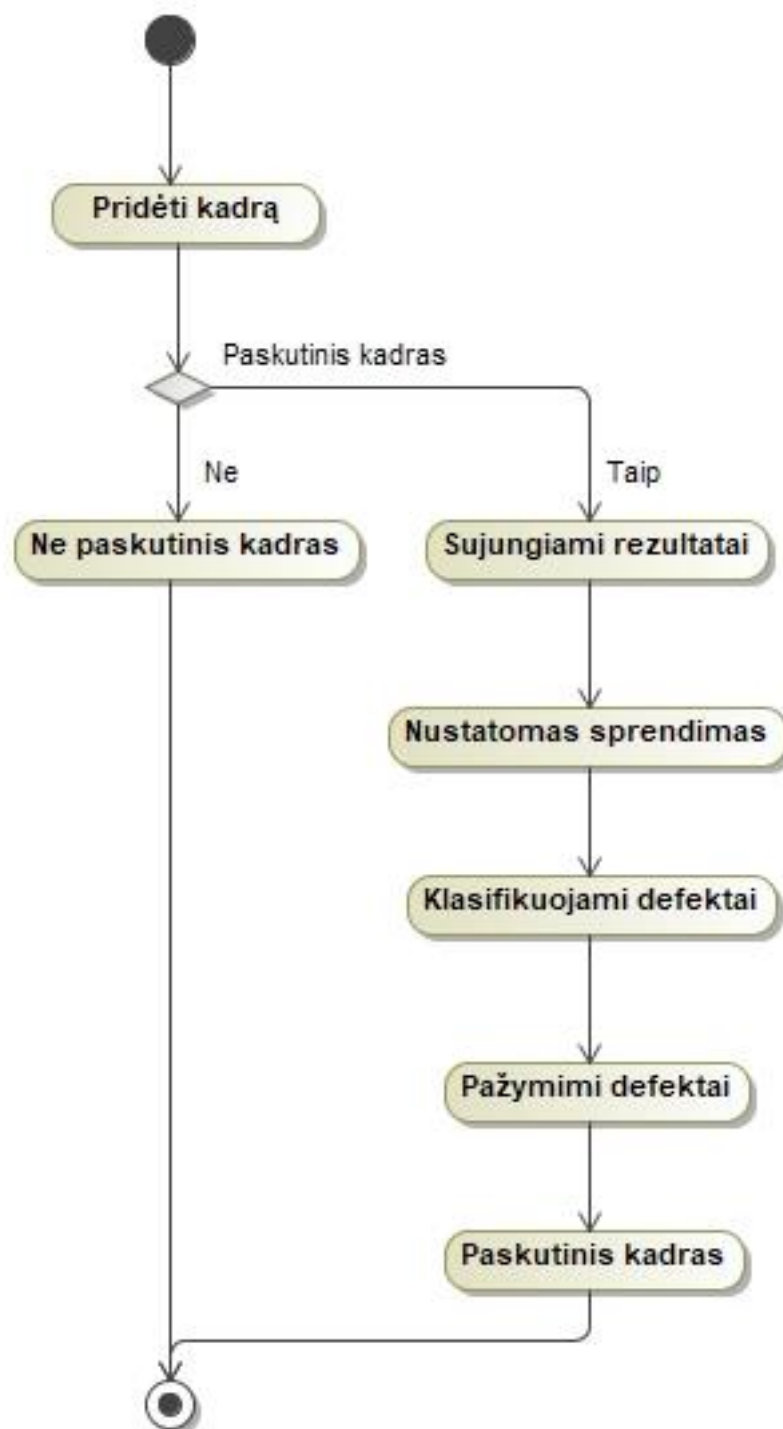 Pridėti kadrą
Paskutinis kadras
Ne
Taip
Ne paskutinis kadras
Sujungiami rezultatai
Nustatomas sprendimas
Klasifikuojami defektai
Pažymimi defektai
Paskutinis kadras